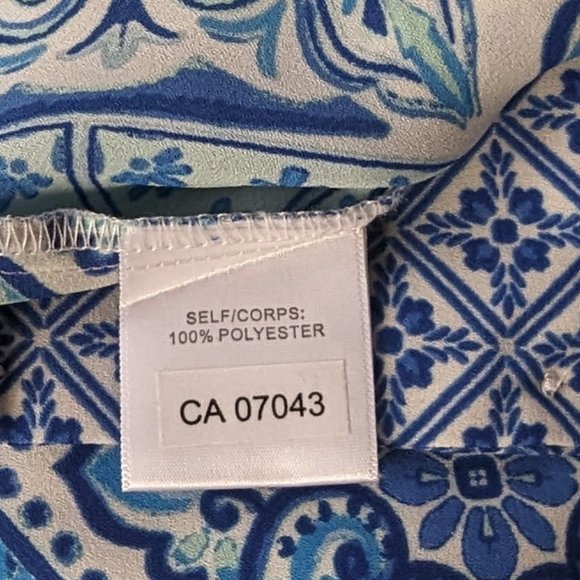 SELF/CORPS:
100% POLYESTER
CA 07043